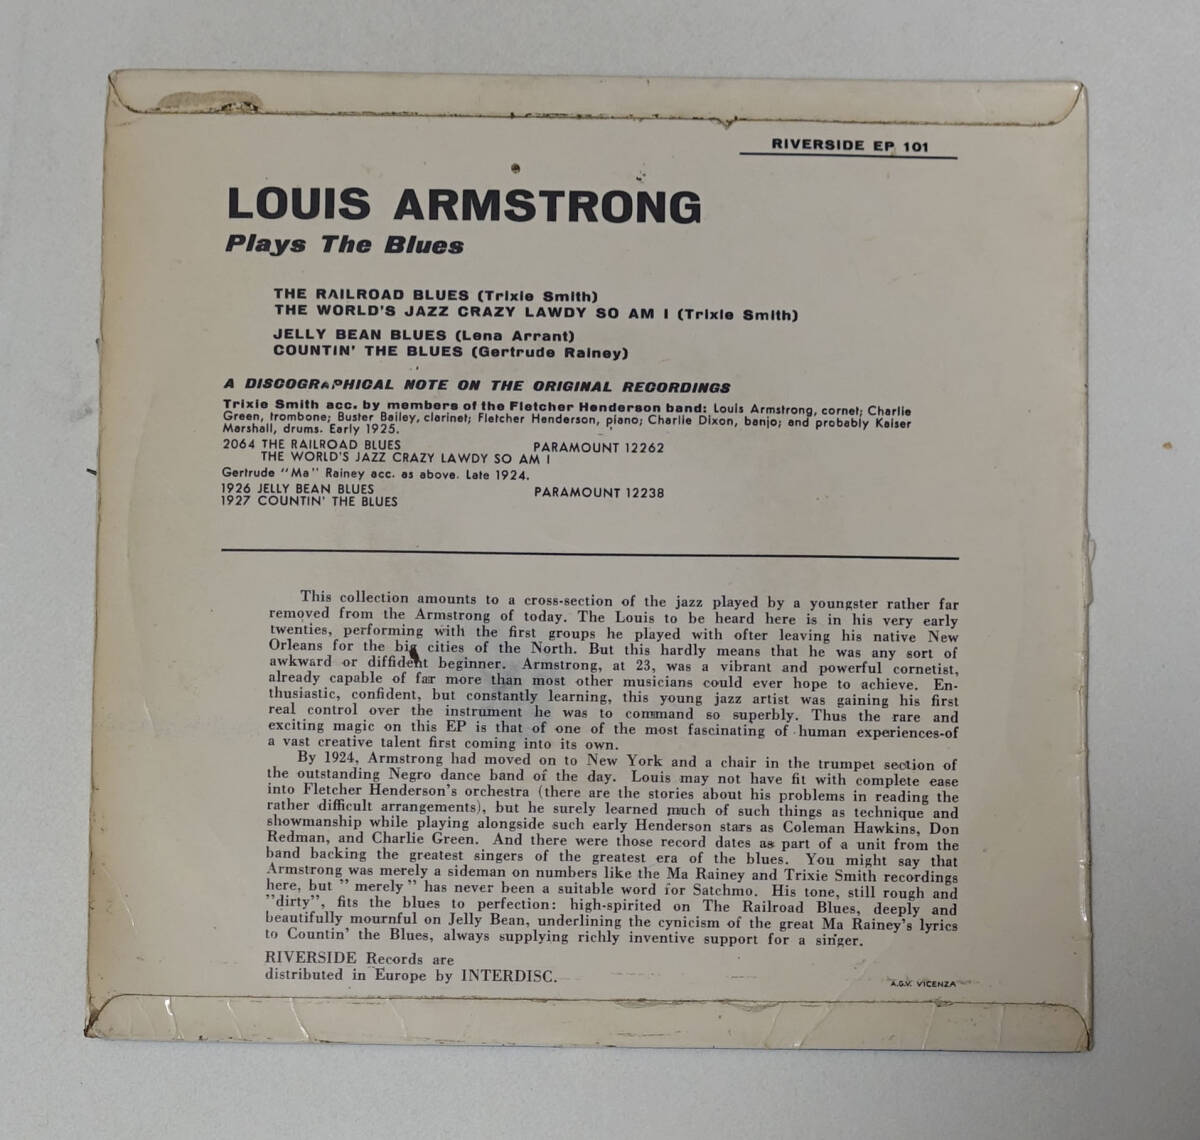 RIVERSIDE EP 101
LOUIS ARMSTRONG
Plays The Blues
THE RAILROAD BLUES (Trixie Smith)
THE WORLD'S JAZZ CRAZY LAWDY SO AM I (Trixie Smith)
JELLY BEAN BLUES (Lena Arrant)
COUNTIN' THE BLUES (Gertrude Rainey)
A DISCOGRAPHICAL NOTE ON THE ORIGINAL RECORDINGS
Trixie Smith acc. by members of the Fletcher Henderson band: Louis Armstrong, cornet; Charlie
Green, trombone; Buster Bailey, clarinet; Fletcher Henderson, piano; Charlie Dixon, banjo; and probably Kaiser
Marshall, drums. Early 1925.
2064 THE RAILROAD BLUES PARAMOUNT 12262
THE WORLD'S JAZZ CRAZY LAWDY SO AM I
Gertrude "Ma" Rainey acc. as above. Late 1924.
1926 JELLY BEAN BLUES PARAMOUNT 12238
1927 COUNTIN' THE BLUES
This collection amounts to a cross-section of the jazz played by a youngster rather far
removed from the Armstrong of today. The Louis to be heard here is in his very early
twenties, performing with the first groups he played with ofter leaving his native New
Orleans for the big cities of the North. But this hardly means that he was any sort of
awkward or diffident beginner. Armstrong, at 23, was a vibrant and powerful cornetist,
already capable of far more than most other musicians could ever hope to achieve. En-
thusiastic, confident, but constantly learning, this young jazz artist was gaining his first
real control over the instrument he was to command so superbly. Thus the rare and
exciting magic on this EP is that of one of the most fascinating of human experiences-of
a vast creative talent first coming into its own.
By 1924, Armstrong had moved on to New York and a chair in the trumpet section of
the outstanding Negro dance band of the day. Louis may not have fit with complete ease
into Fletcher Henderson's orchestra (there are the stories about his problems in reading the
rather difficult arrangements), but he surely learned much of such things as technique and
showmanship while playing alongside such early Henderson stars as Coleman Hawkins, Don
Redman, and Charlie Green. And there were those record dates as part of a unit from the
band backing the greatest singers of the greatest era of the blues. You might say that
Armstrong was merely a sideman on numbers like the Ma Rainey and Trixie Smith recordings
here, but "merely" has never been a suitable word for Satchmo. His tone, still rough and
"dirty", fits the blues to perfection: high-spirited on The Railroad Blues, deeply and
beautifully mournful on Jelly Bean, underlining the cynicism of the great Ma Rainey's lyrics
to Countin' the Blues, always supplying richly inventive support for a singer.
RIVERSIDE Records are
distributed in Europe by INTERDISC.
A.G.V. VICENZA